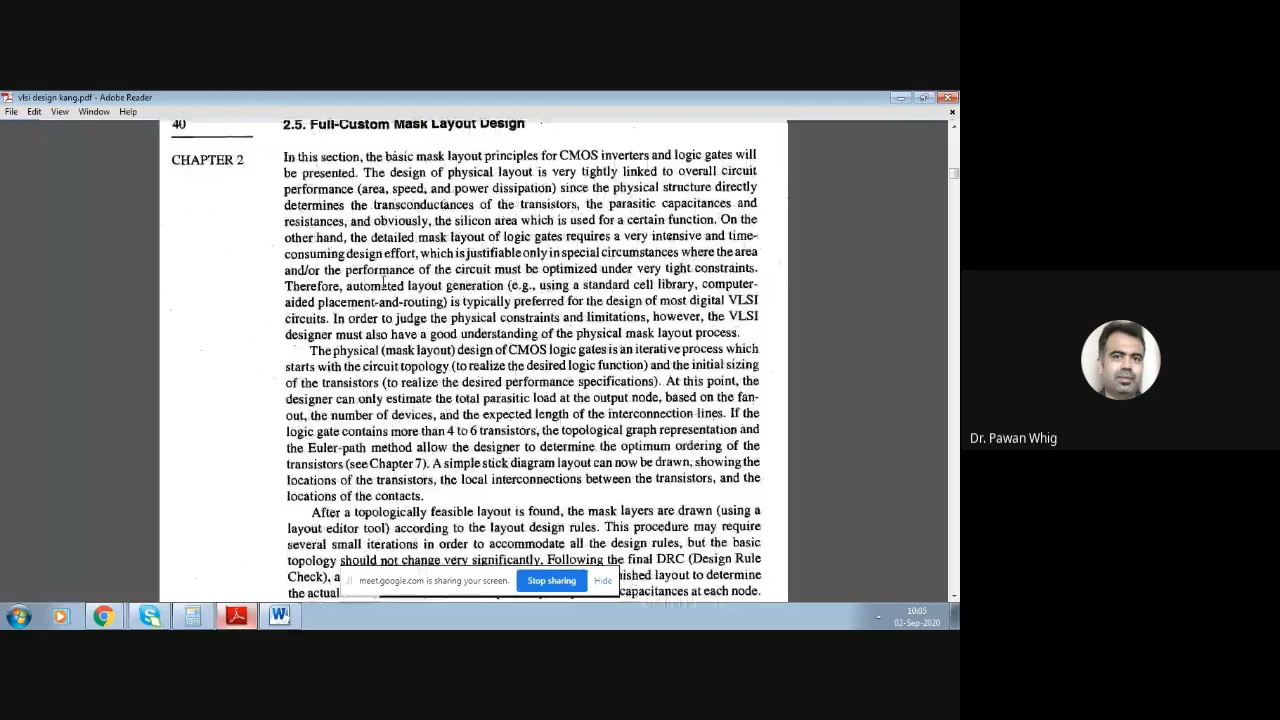 vlsi design kang.pdf - Adobe Reader
File Edit View Window Help
40
2.5. Full-Custom Mask Layout Design
CHAPTER 2
In this section, the basic mask layout principles for CMOS inverters and logic gates will
be presented. The design of physical layout is very tightly linked to overall circuit
performance (area, speed, and power dissipation) since the physical structure directly
determines the transconductances of the transistors, the parasitic capacitances and
resistances, and obviously, the silicon area which is used for a certain function. On the
other hand, the detailed mask layout of logic gates requires a very intensive and time-
consuming design effort, which is justifiable only in special circumstances where the area
and/or the performance of the circuit must be optimized under very tight constraints.
Therefore, automated layout generation (e.g., using a standard cell library, computer-
aided placement-and-routing) is typically preferred for the design of most digital VLSI
circuits. In order to judge the physical constraints and limitations, however, the VLSI
designer must also have a good understanding of the physical mask layout process.
The physical (mask layout) design of CMOS logic gates is an iterative process which
starts with the circuit topology (to realize the desired logic function) and the initial sizing
of the transistors (to realize the desired performance specifications). At this point, the
designer can only estimate the total parasitic load at the output node, based on the fan-
out, the number of devices, and the expected length of the interconnection lines. If the
logic gate contains more than 4 to 6 transistors, the topological graph representation and
the Euler-path method allow the designer to determine the optimum ordering of the
transistors (see Chapter 7). A simple stick diagram layout can now be drawn, showing the
locations of the transistors, the local interconnections between the transistors, and the
locations of the contacts.
After a topologically feasible layout is found, the mask layers are drawn (using a
layout editor tool) according to the layout design rules. This procedure may require
several small iterations in order to accommodate all the design rules, but the basic
topology should not change very significantly. Following the final DRC (Design Rule
Check), a
ished layout to determine
the actual
capacitances at each node.
meet.google.com is sharing your screen. Stop sharing Hide
10:05
02-Sep-2020
Dr. Pawan Whig